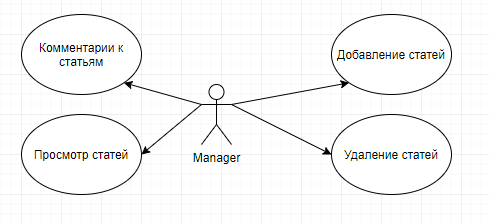 Комментарии к
статьям
Добавление статей
Просмотр статей
Manager
Удаление статей